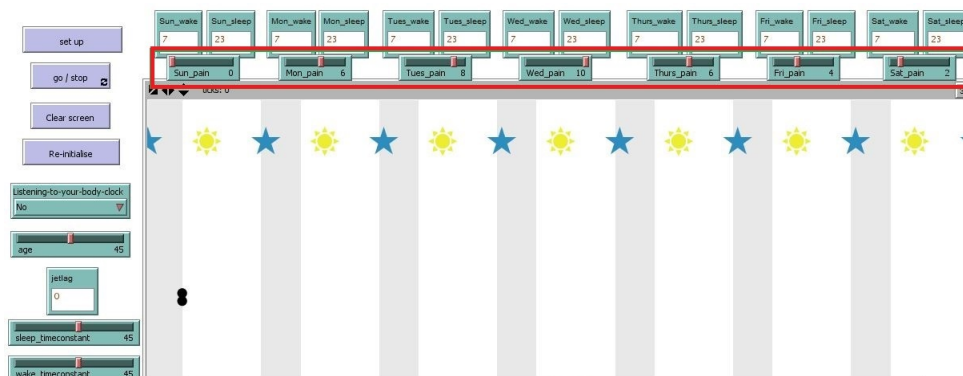 Sun_wake Sun_sleep Mon_wake Mon_sleep Tues_wake Tues_sleep Wed_wake Wed_sleep Thurs_wake Thurs_sleep Fri_wake Fri_sleep Sat_wake Sat_sleep
7 23 7 23 7 23 7 23 7 23 7 23 7 23
Sun_pain 0 Mon_pain 6 Tues_pain 8 Wed_pain 10 Thurs_pain 6 Fri_pain 4 Sat_pain 2
ticks: 0
set up
go / stop
Clear screen
Re-initialise
Listening-to-your-body-clock
No
age 45
jetlag
0
sleep_timeconstant 45
wake_timeconstant 45